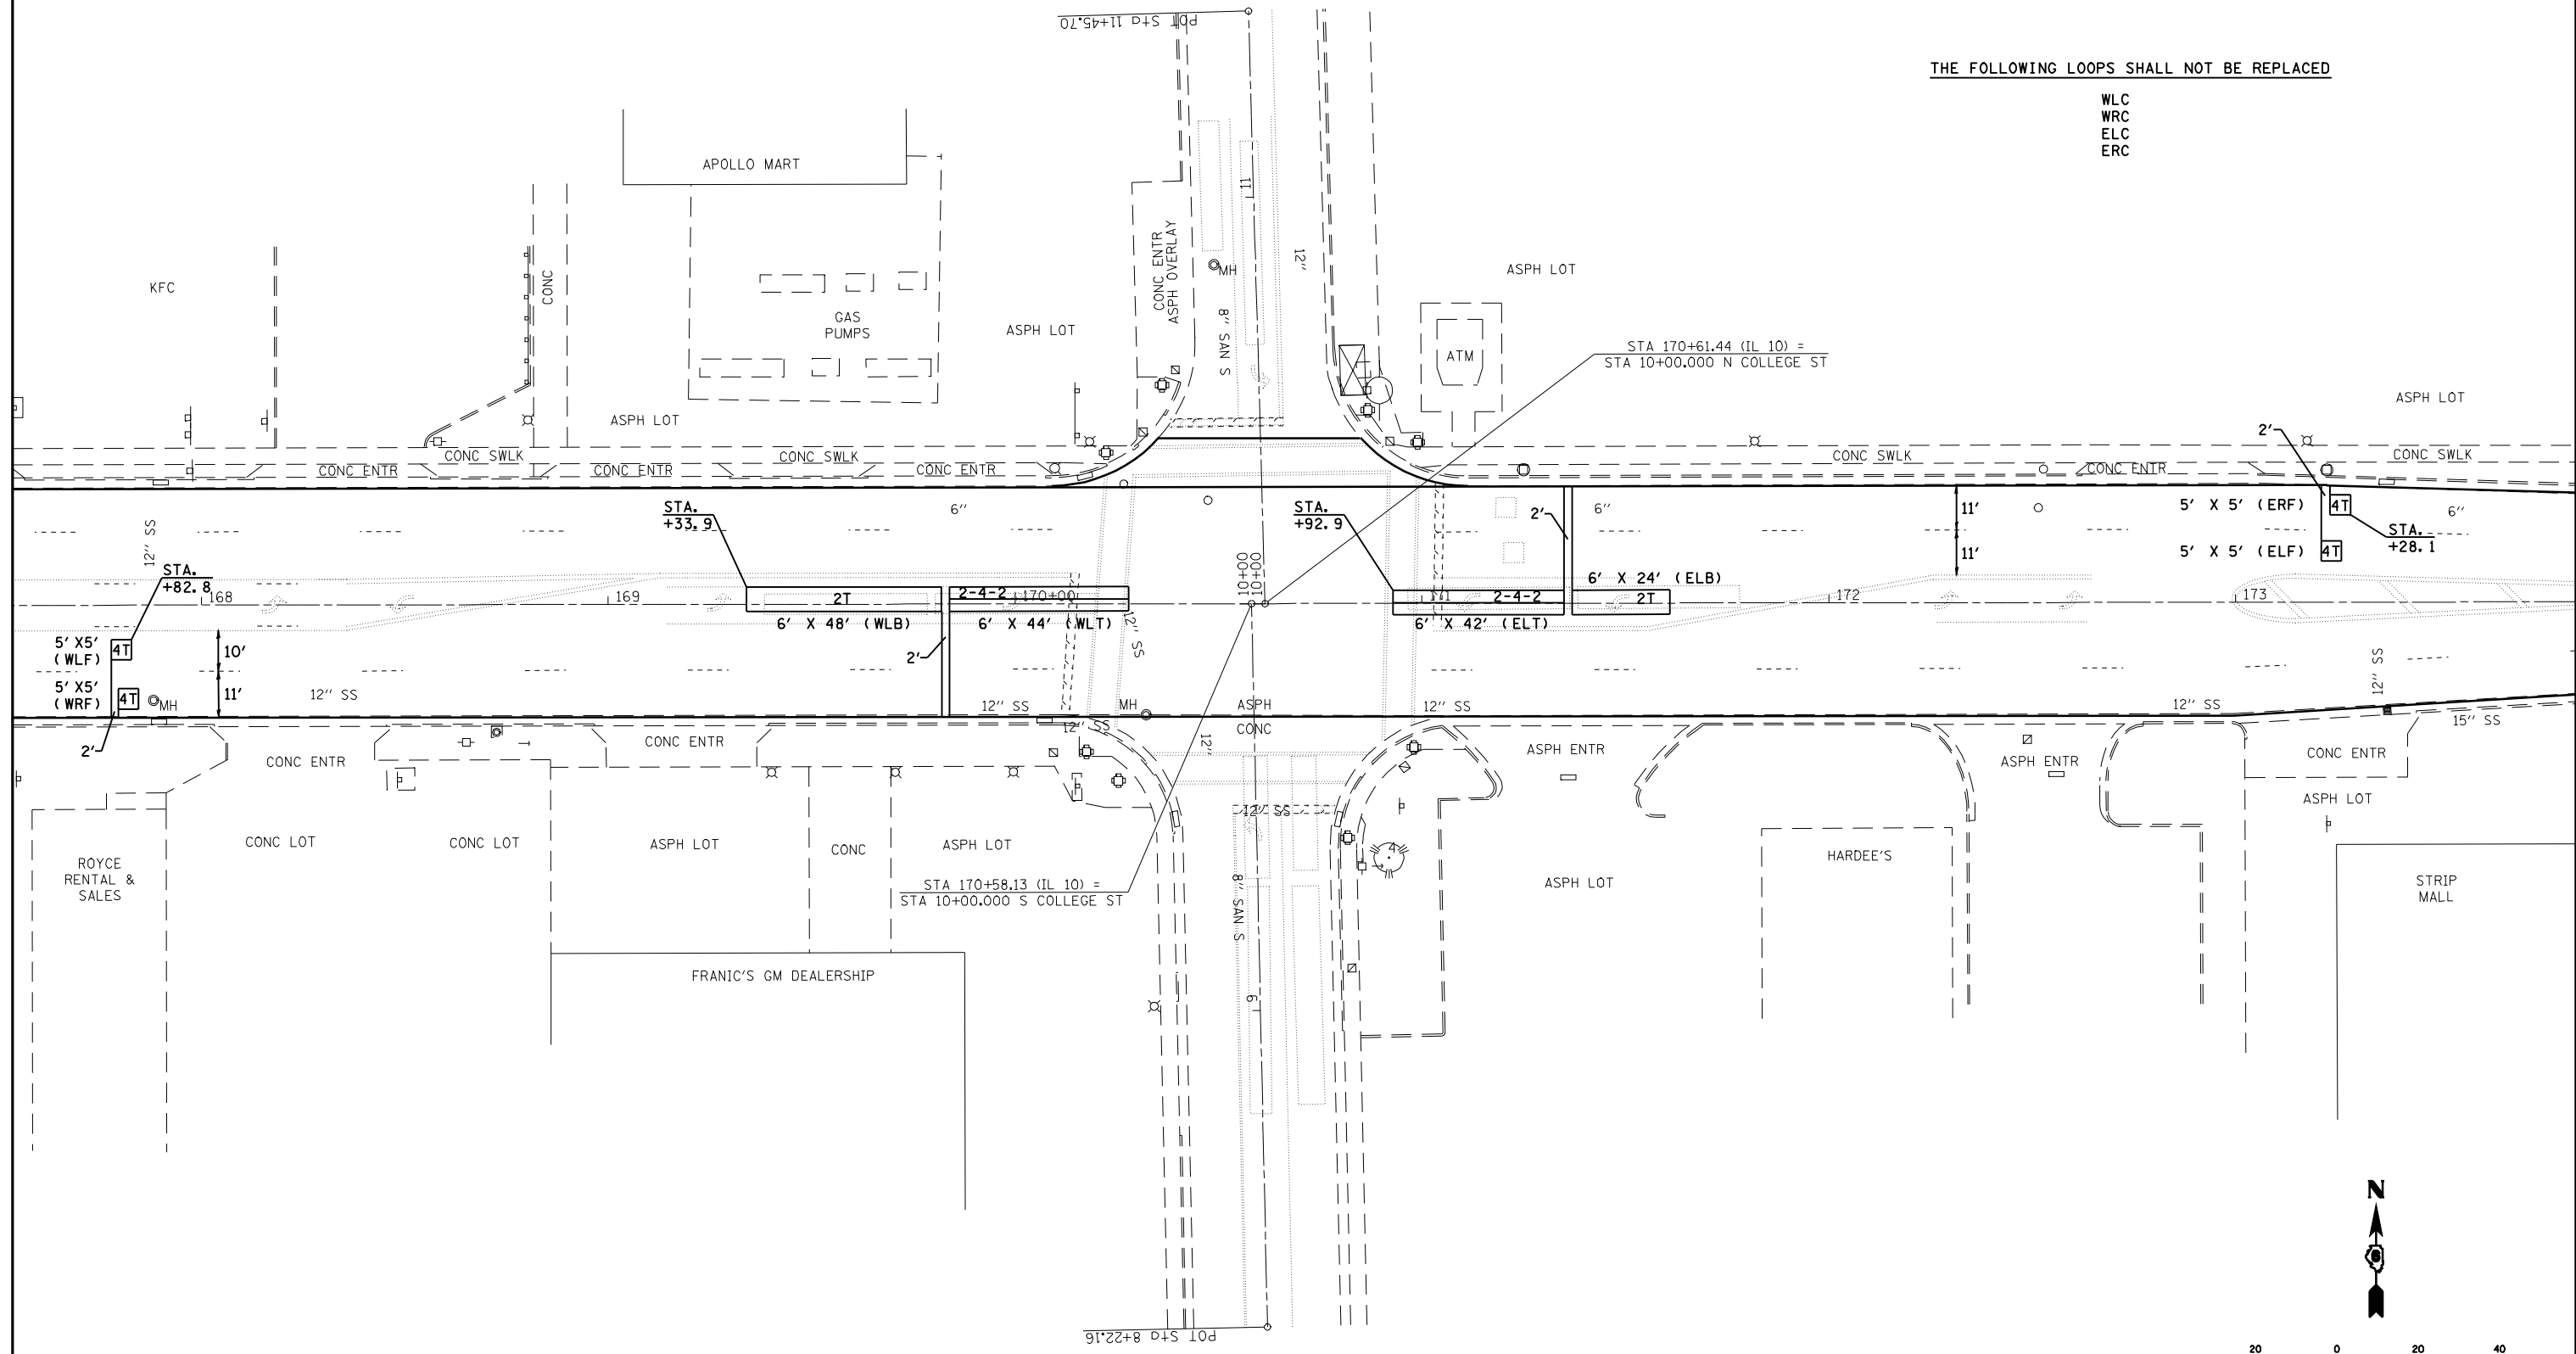 POT Sta 11+45.70
THE FOLLOWING LOOPS SHALL NOT BE REPLACED
WLC
WRC
ELC
ERC
APOLLO MART
11
CONC ENTR
ASPH OVERLAY
12"
MH
8" SAN S
KFC
CONC
GAS
PUMPS
ASPH LOT
ASPH LOT
ATM
STA 170+61.44 (IL 10) =
STA 10+00.000 N COLLEGE ST
ASPH LOT
ASPH LOT
2'
CONC SWLK
CONC SWLK
CONC SWLK
CONC SWLK
CONC ENTR
CONC ENTR
CONC ENTR
CONC ENTR
STA.
+33.9
6"
STA.
+92.9
2'
6"
11'
11'
5' X 5' (ERF)
4T
6"
STA.
+28.1
5' X 5' (ELF)
4T
12" SS
STA.
+82.8
168
169
2T
2-4-2
170+00
10+00
10+00
171
2-4-2
6' X 24' (ELB)
2T
172
173
6' X 48' (WLB)
6' X 44' (WLT)
12" SS
6' X 42' (ELT)
5' X5'
(WLF)
4T
10'
2'
5' X5'
(WRF)
4T
MH
11'
12" SS
12" SS
MH
ASPH
CONC
12" SS
12" SS
12" SS
15" SS
2'
12" SS
12"
CONC ENTR
CONC ENTR
ASPH ENTR
ASPH ENTR
CONC ENTR
12" SS
ASPH LOT
CONC LOT
CONC LOT
ASPH LOT
CONC
ASPH LOT
4
HARDEE'S
ROYCE
RENTAL &
SALES
STA 170+58.13 (IL 10) =
STA 10+00.000 S COLLEGE ST
8" SAN S
ASPH LOT
STRIP
MALL
FRANIC'S GM DEALERSHIP
9
N
POT Sta 8+22.16
20 0 20 40